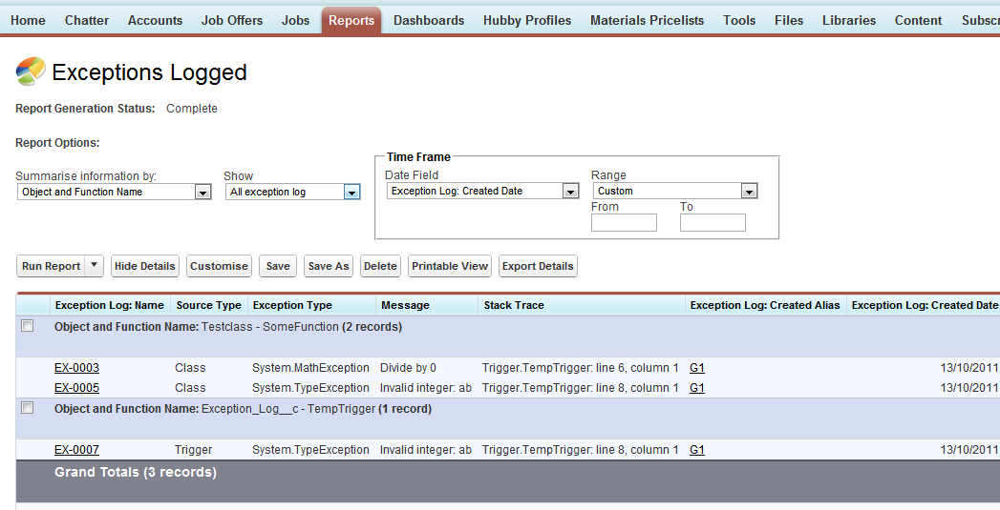 Home Chatter Accounts Job Offers Jobs Reports Dashboards Hubby Profiles Materials Pricelists Tools Files Libraries Content Subscr
Exceptions Logged
Report Generation Status: Complete
Report Options:
Time Frame
Summarise information by: Show Date Field Range
Object and Function Name All exception log Exception Log: Created Date Custom
From To
Run Report Hide Details Customise Save Save As Delete Printable View Export Details
Exception Log: Name Source Type Exception Type Message Stack Trace Exception Log: Created Alias Exception Log: Created Date
Object and Function Name: Testclass - SomeFunction (2 records)
EX-0003 Class System.MathException Divide by 0 Trigger.TempTrigger: line 6, column 1 G1 13/10/2011
EX-0005 Class System.TypeException Invalid integer: ab Trigger.TempTrigger: line 8, column 1 G1 13/10/2011
Object and Function Name: Exception_Log__c - TempTrigger (1 record)
EX-0007 Trigger System.TypeException Invalid integer: ab Trigger.TempTrigger: line 8, column 1 G1 13/10/2011
Grand Totals (3 records)